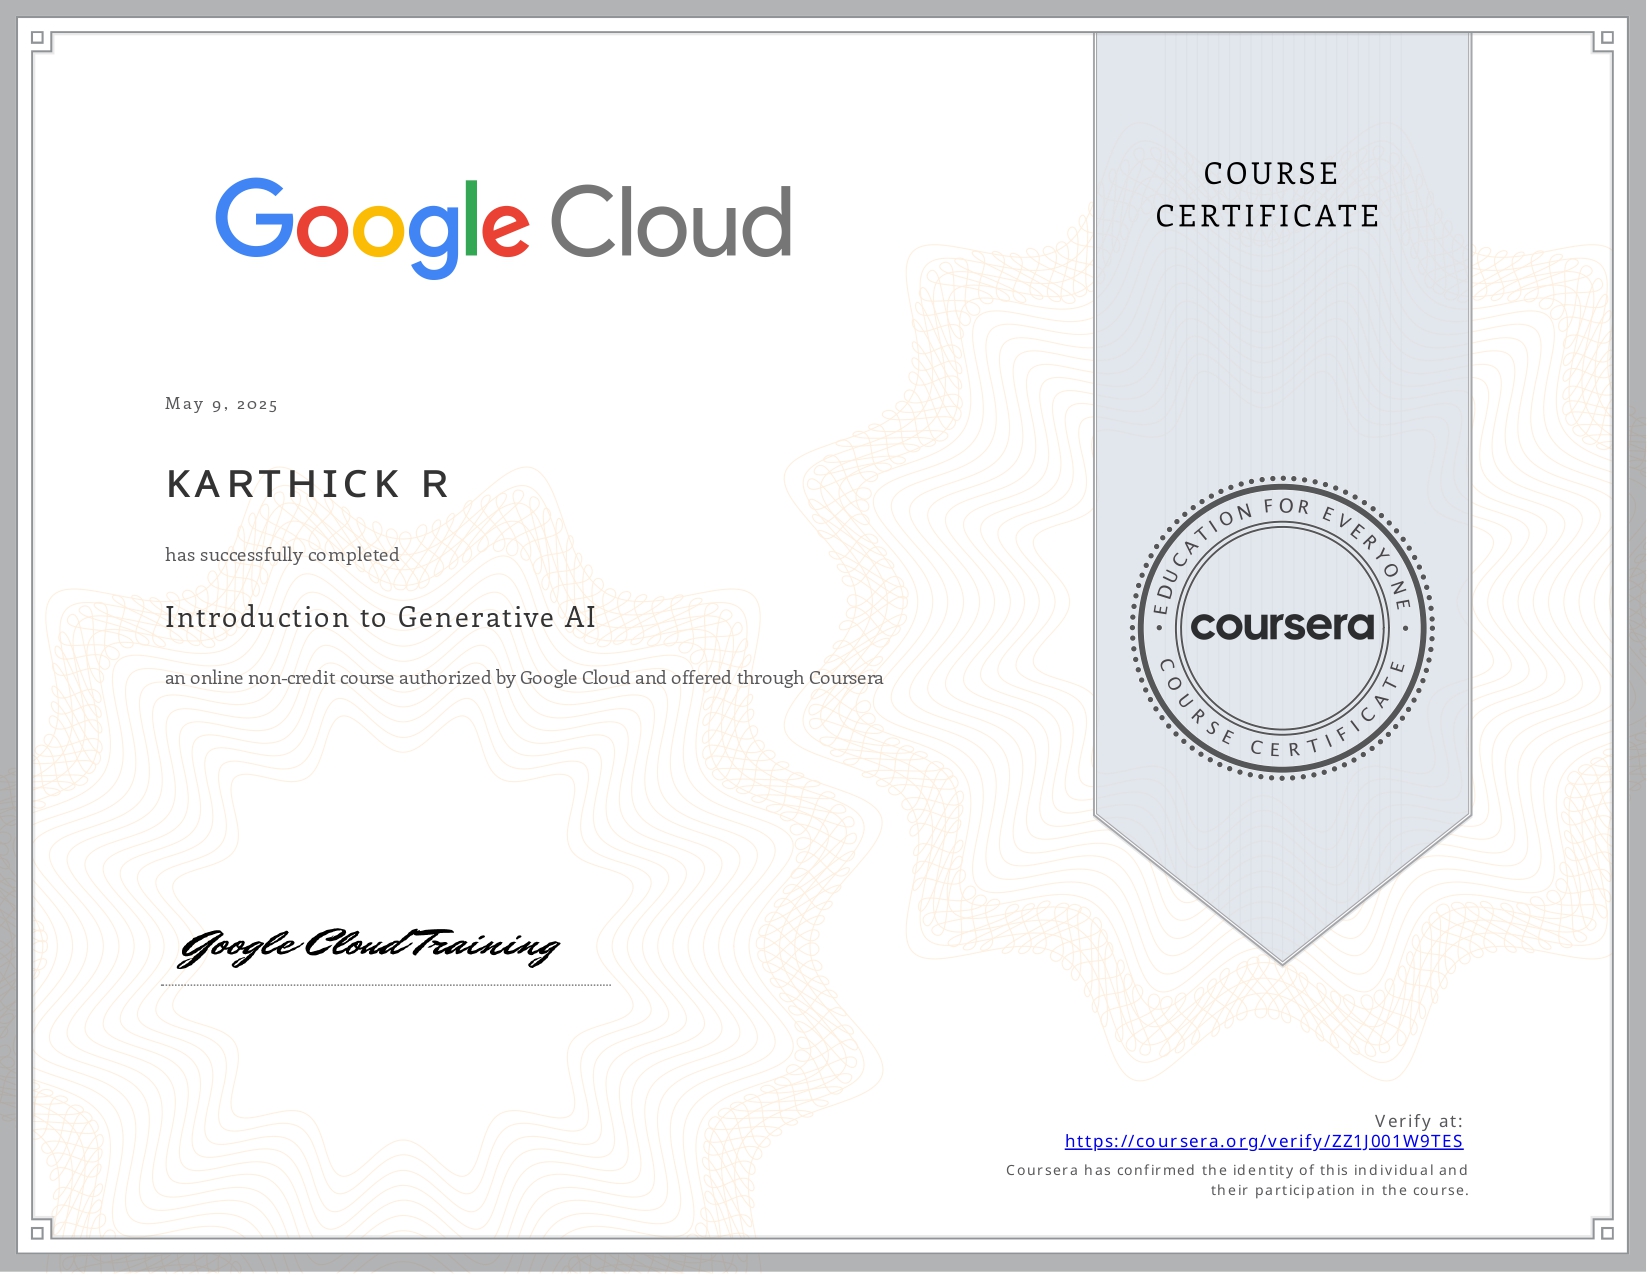 Google Cloud
COURSE
CERTIFICATE
May 9, 2025
KARTHICK R
has successfully completed
Introduction to Generative AI
an online non-credit course authorized by Google Cloud and offered through Coursera
EDUCATION FOR EVERYONE
coursera
COURSE CERTIFICATE
Google Cloud Training
Verify at:
https://coursera.org/verify/ZZ1J001W9TES
Coursera has confirmed the identity of this individual and
their participation in the course.